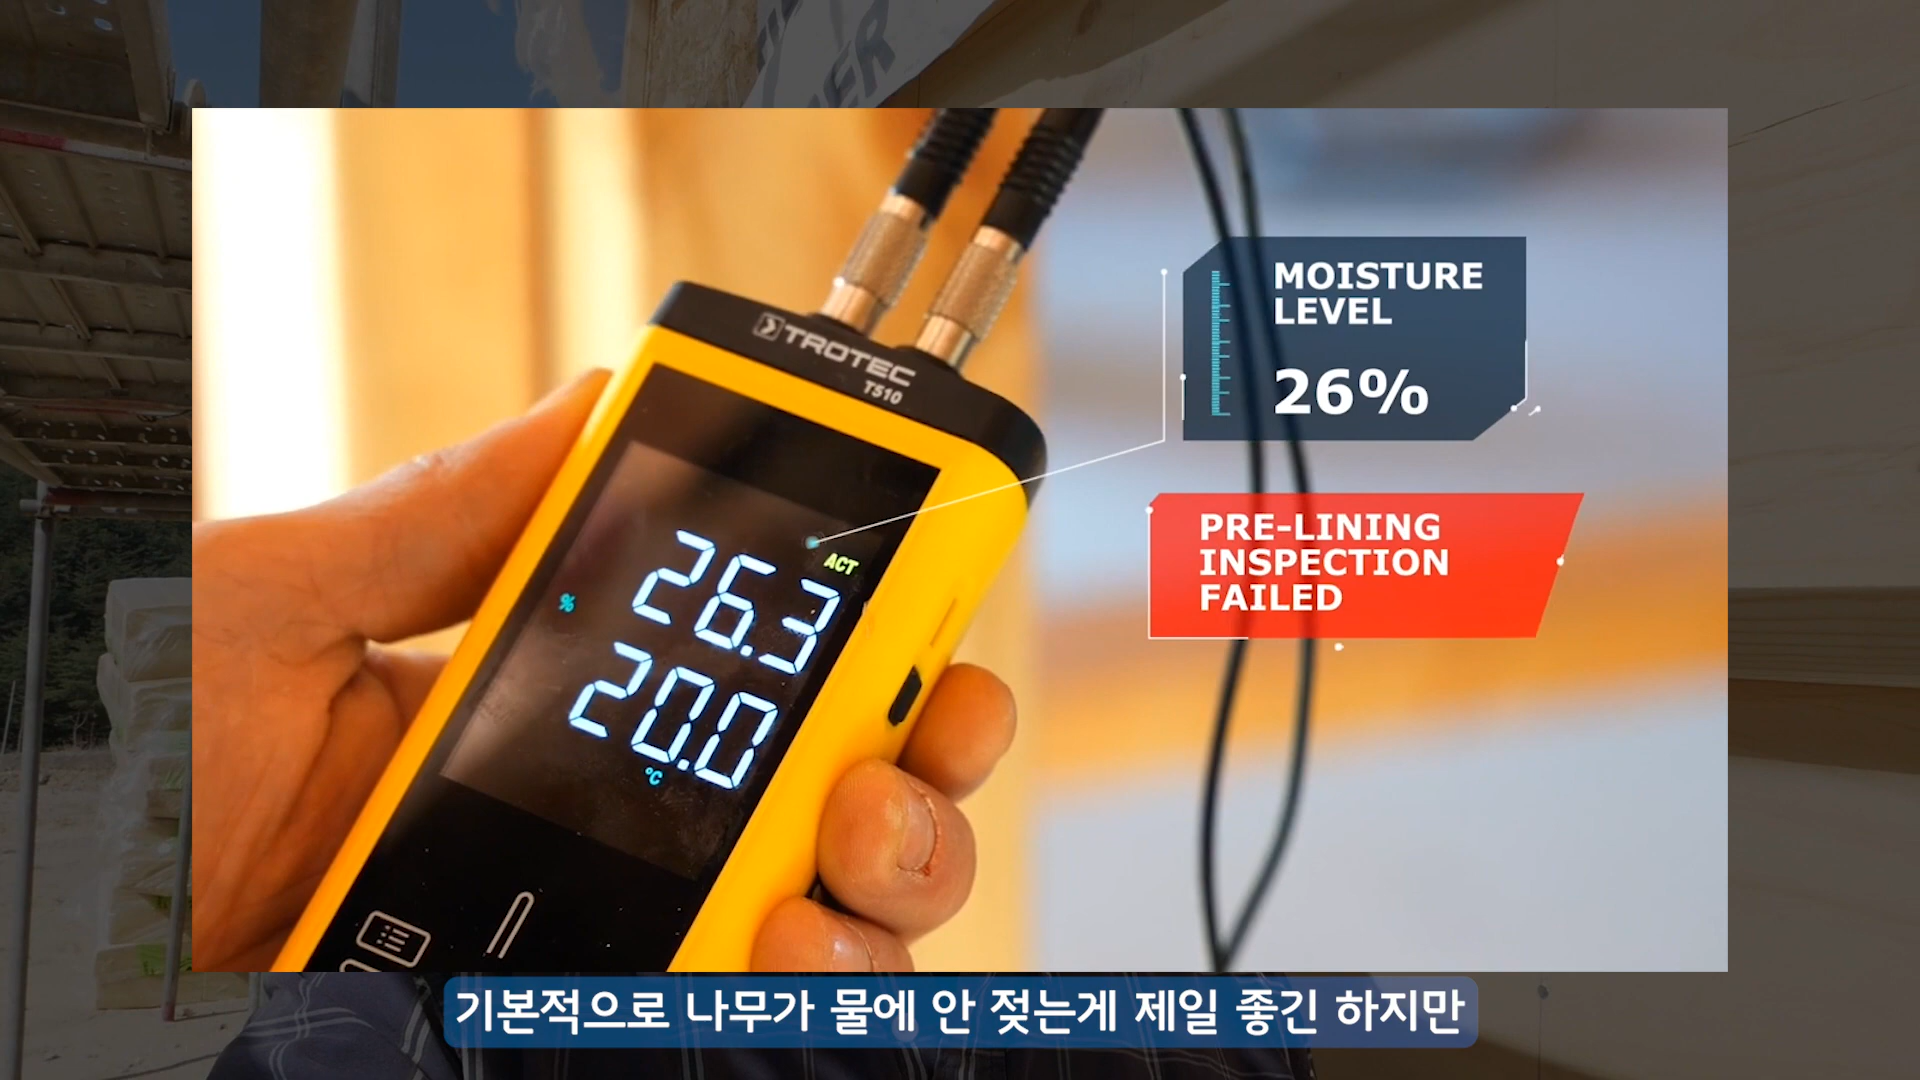 TROTEC
T510
MOISTURE
LEVEL
26%
ACT
%
26.3
20.0
°C
PRE-LINING
INSPECTION
FAILED
기본적으로 나무가 물에 안 젖는게 제일 좋긴 하지만